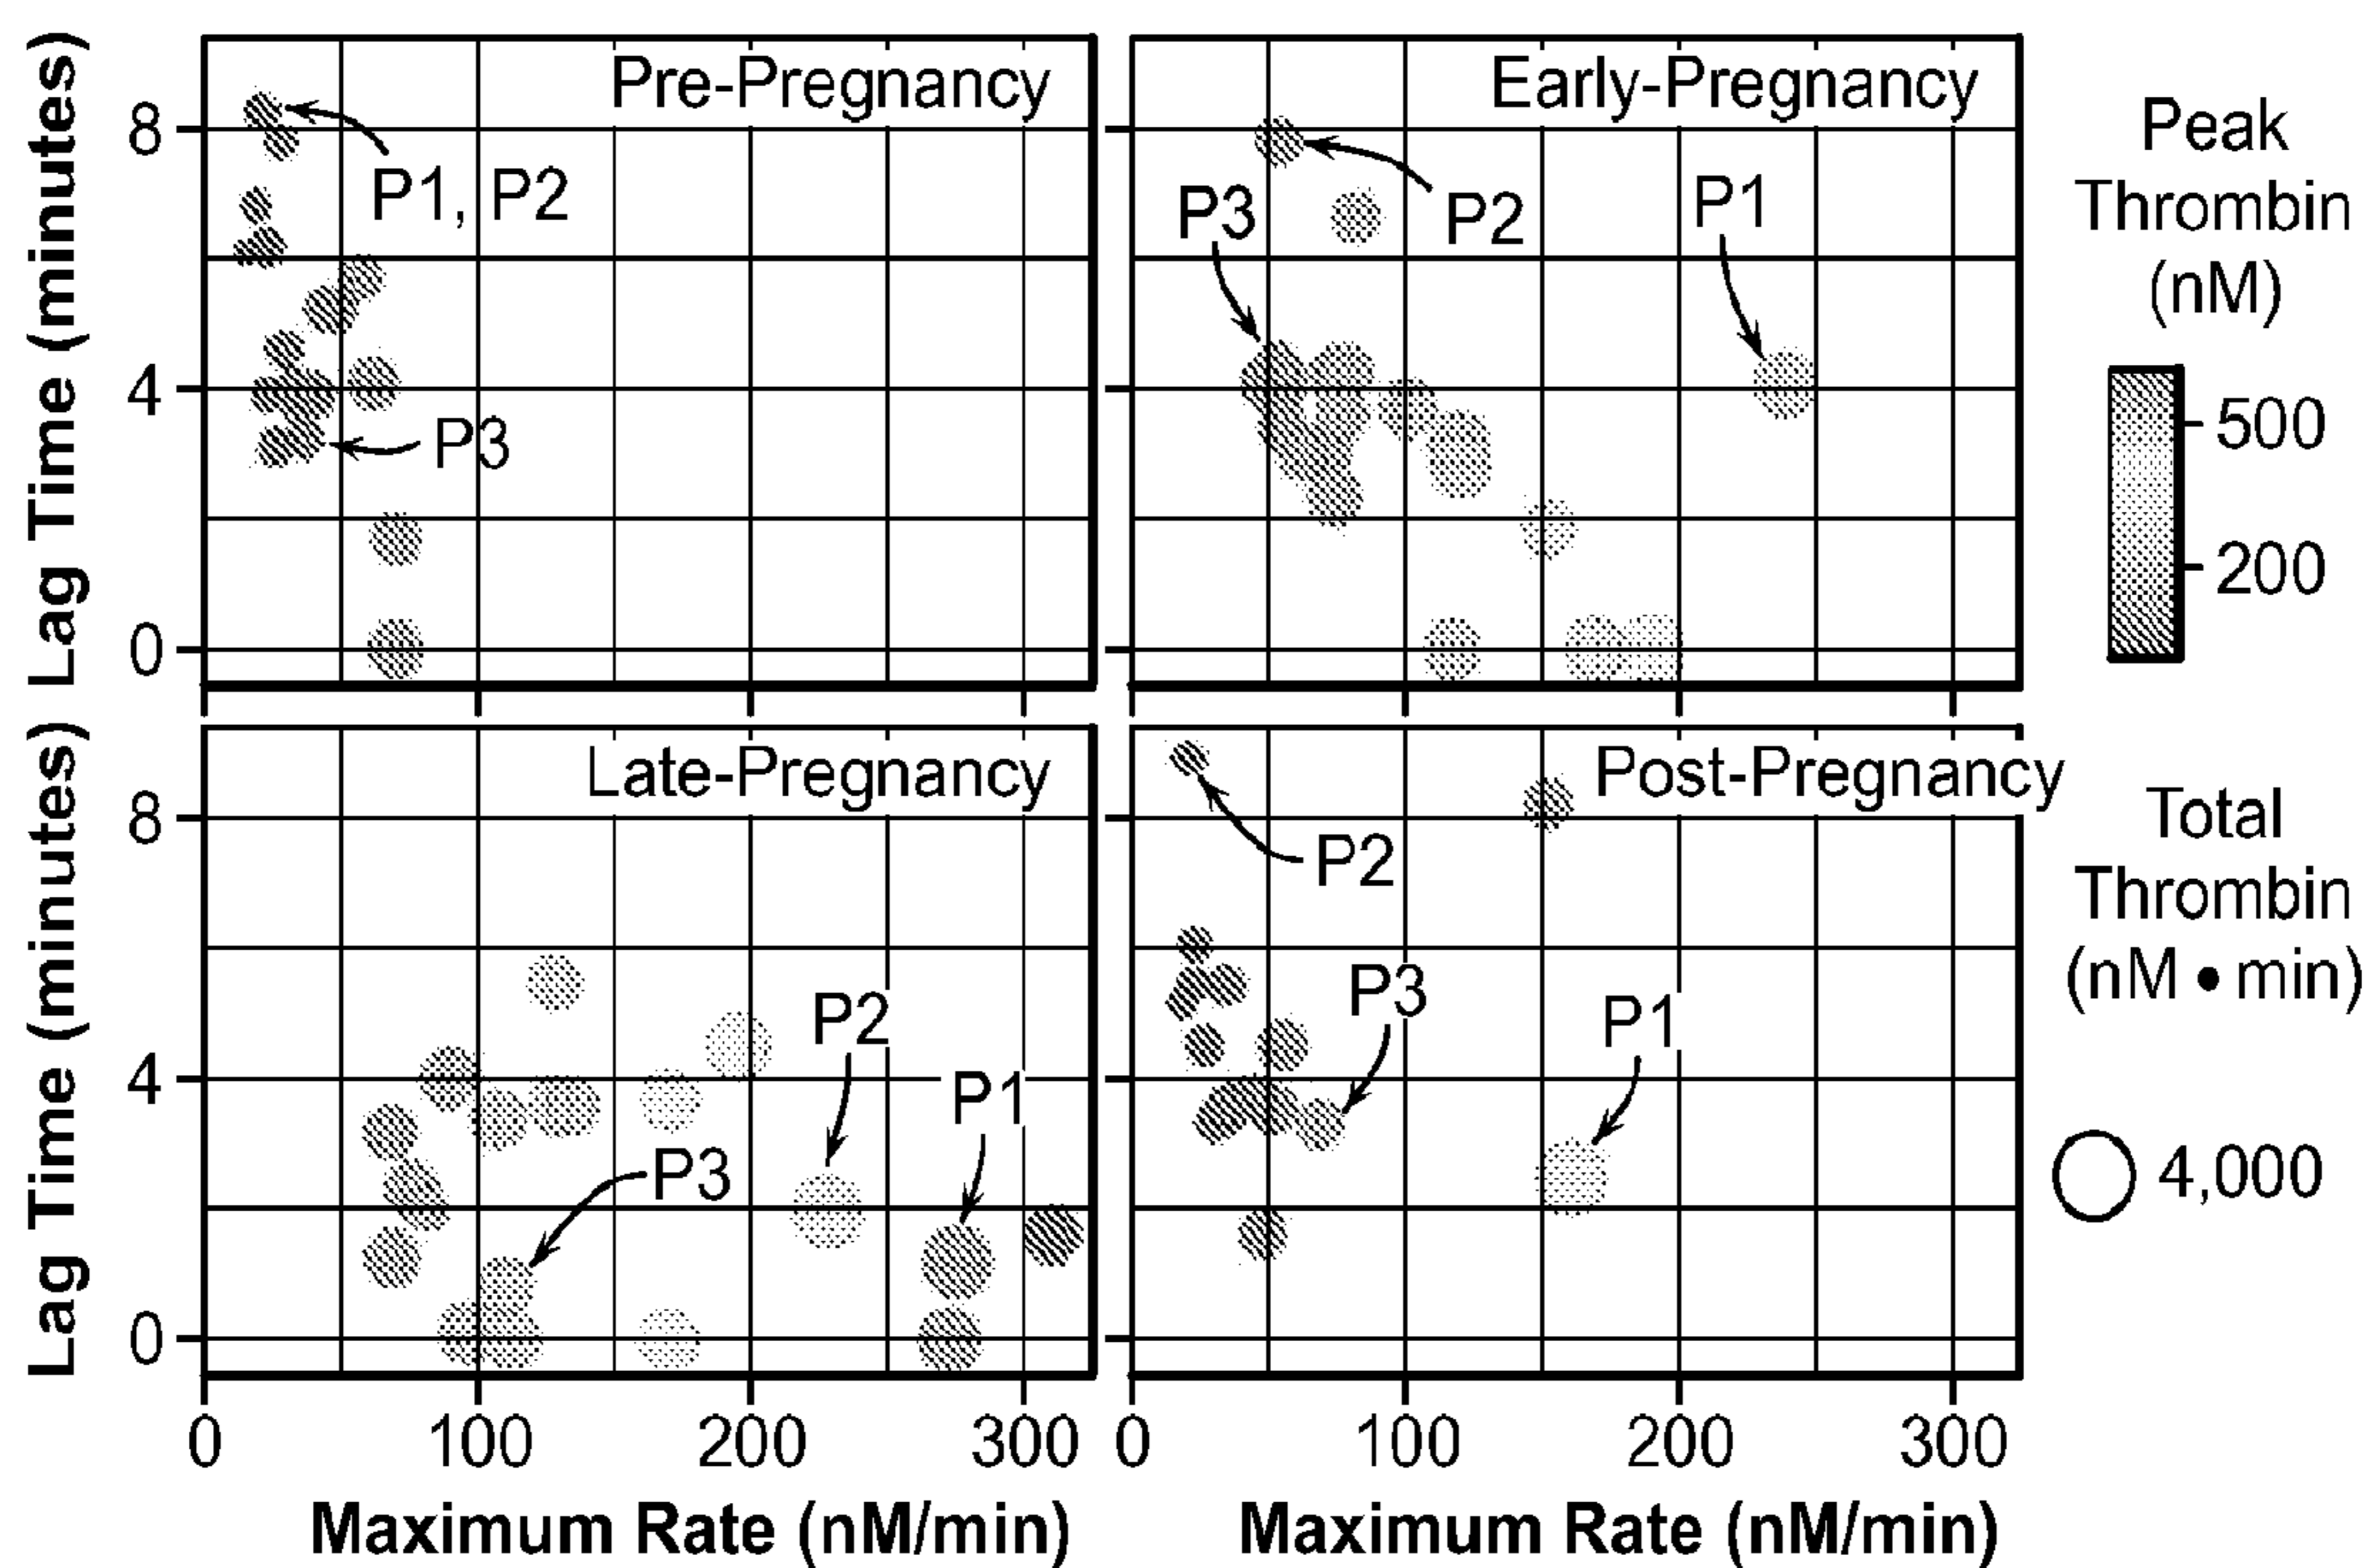 Lag Time (minutes)
8
4
0
Pre-Pregnancy
P1, P2
P3
Early-Pregnancy
P3
P2
P1
Peak
Thrombin
(nM)
500
200
Lag Time (minutes)
8
4
0
Late-Pregnancy
P2
P1
P3
0
100
200
300
Maximum Rate (nM/min)
Post-Pregnancy
P2
P3
P1
0
100
200
300
Maximum Rate (nM/min)
Total
Thrombin
(nM • min)
4,000